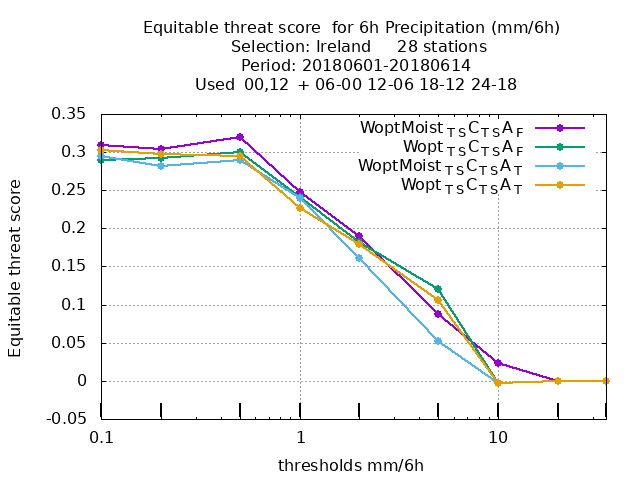 Equitable threat score for 6h Precipitation (mm/6h)
Selection: Ireland 28 stations
Period: 20180601-20180614
Used 00,12 + 06-00 12-06 18-12 24-18
0.35
0.3
0.25
0.2
0.15
0.1
0.05
0
-0.05
Equitable threat score
WoptMoist TS C TS A F
Wopt TS C TS A F
WoptMoist TS C TS A T
Wopt TS C TS A T
0.1 1 10
thresholds mm/6h